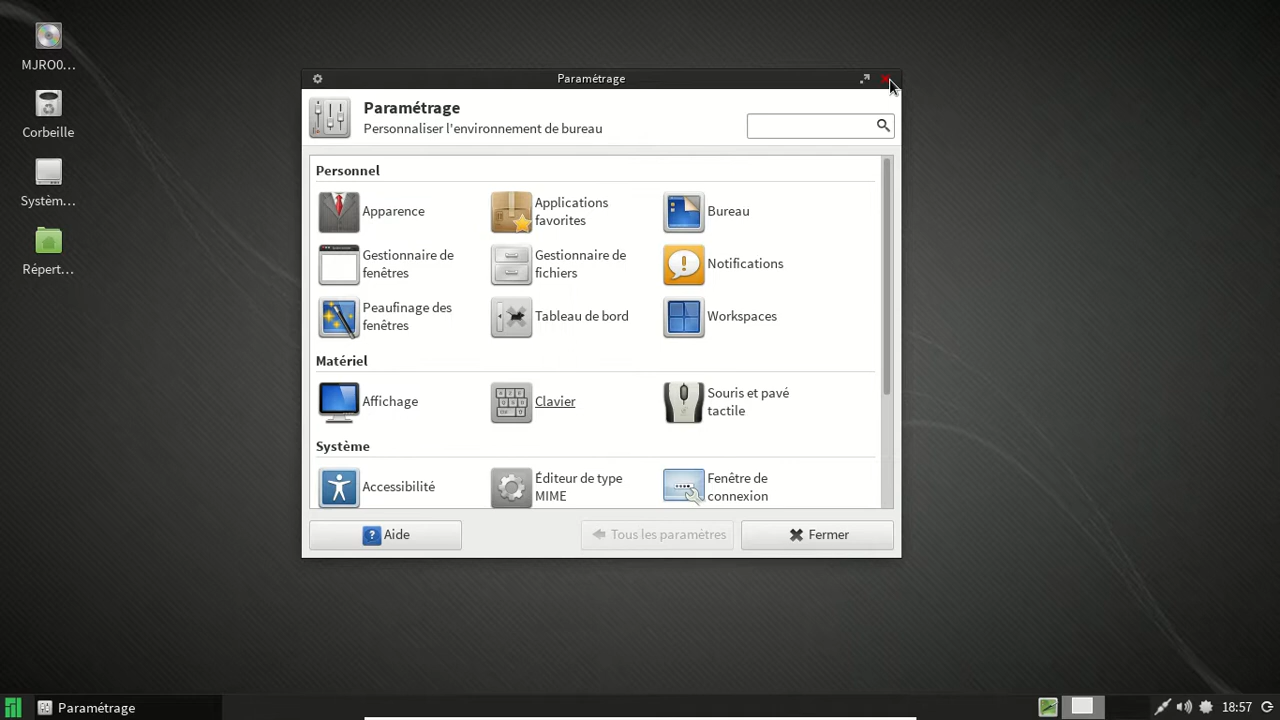 MJRO0…
Corbeille
Systèm…
Répert…
Paramétrage
Paramétrage
Personnaliser l'environnement de bureau
Personnel
Apparence
Applications
favorites
Bureau
Gestionnaire de
fenêtres
Gestionnaire de
fichiers
Notifications
Peaufinage des
fenêtres
Tableau de bord
Workspaces
Matériel
Affichage
Clavier
Souris et pavé
tactile
Système
Accessibilité
Éditeur de type
MIME
Fenêtre de
connexion
Aide
Tous les paramètres
Fermer
Paramétrage
18:57